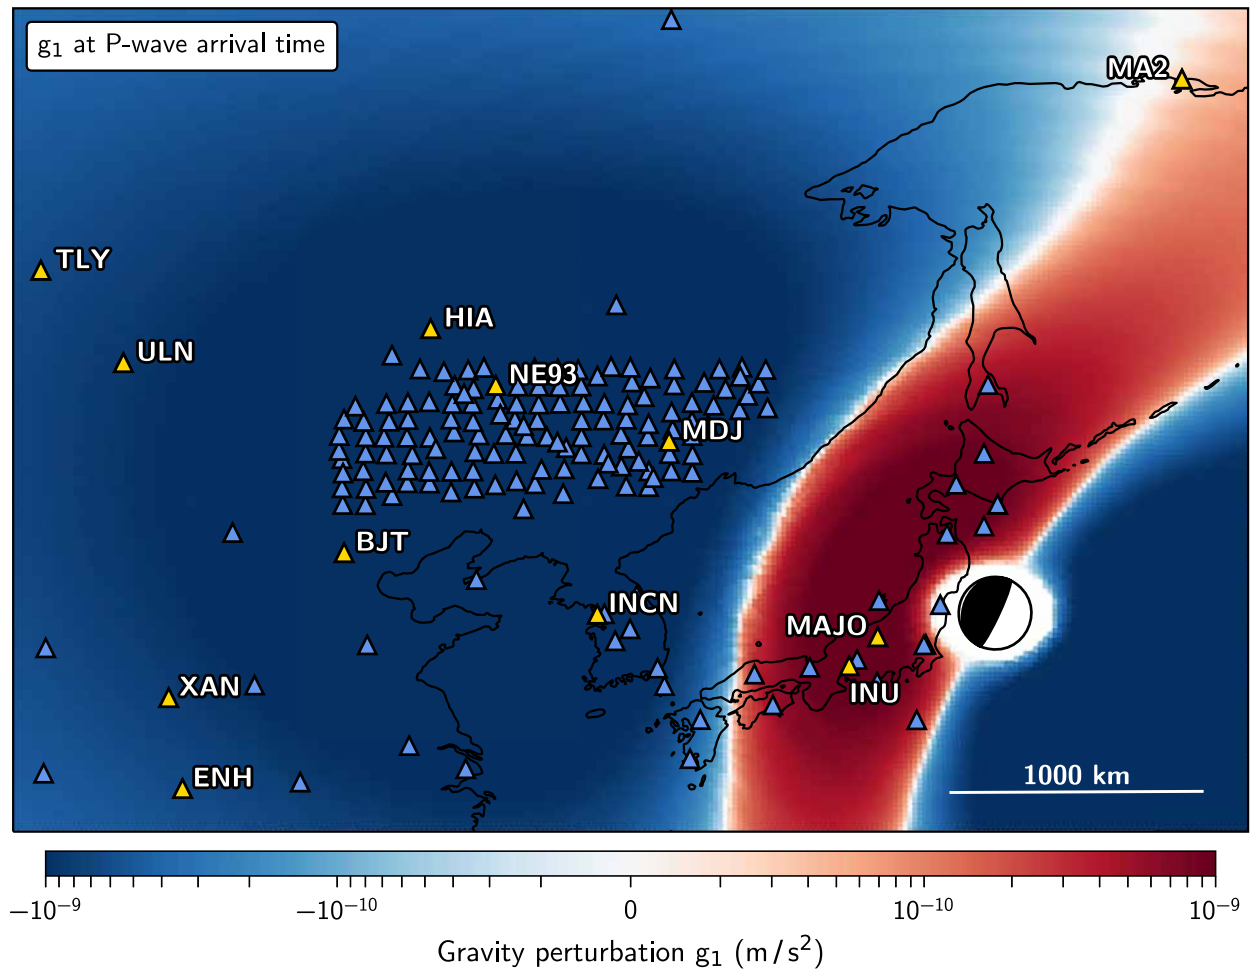 g₁ at P-wave arrival time
MA2
TLY
HIA
ULN
NE93
MDJ
BJT
INCN
MAJO
XAN
INU
ENH
1000 km
−10⁻⁹
−10⁻¹⁰
0
10⁻¹⁰
10⁻⁹
Gravity perturbation g₁ (m/s²)